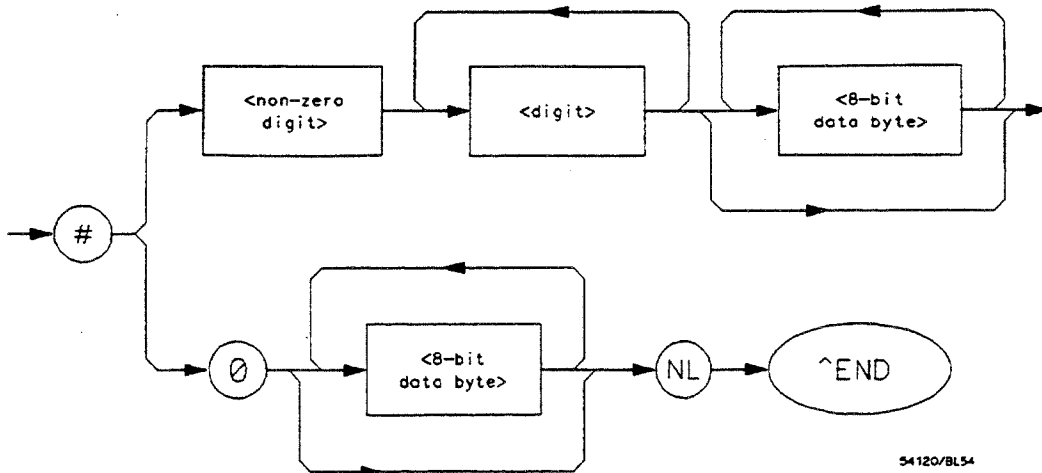 <non-zero
digit>
<digit>
<8-bit
data byte>
#
0
<8-bit
data byte>
NL
^END
54120/BL54